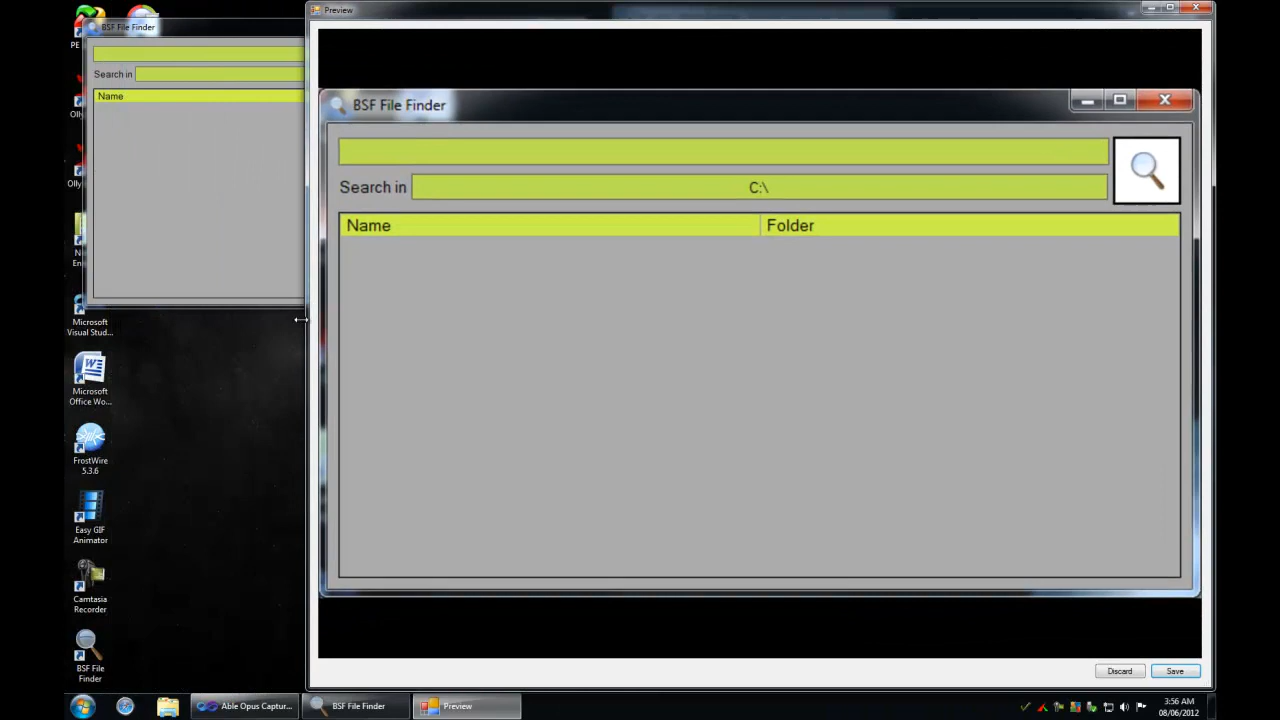 Preview
BSF File Finder
Search in
Name
PE
Olly
Olly
N
En
Microsoft
Visual Stud...
Microsoft
Office Wo...
FrostWire
5.3.6
Easy GIF
Animator
Camtasia
Recorder
BSF File
Finder
BSF File Finder
Search in
C:\
Name
Folder
Discard
Save
Able Opus Captur...
BSF File Finder
Preview
3:56 AM
08/06/2012